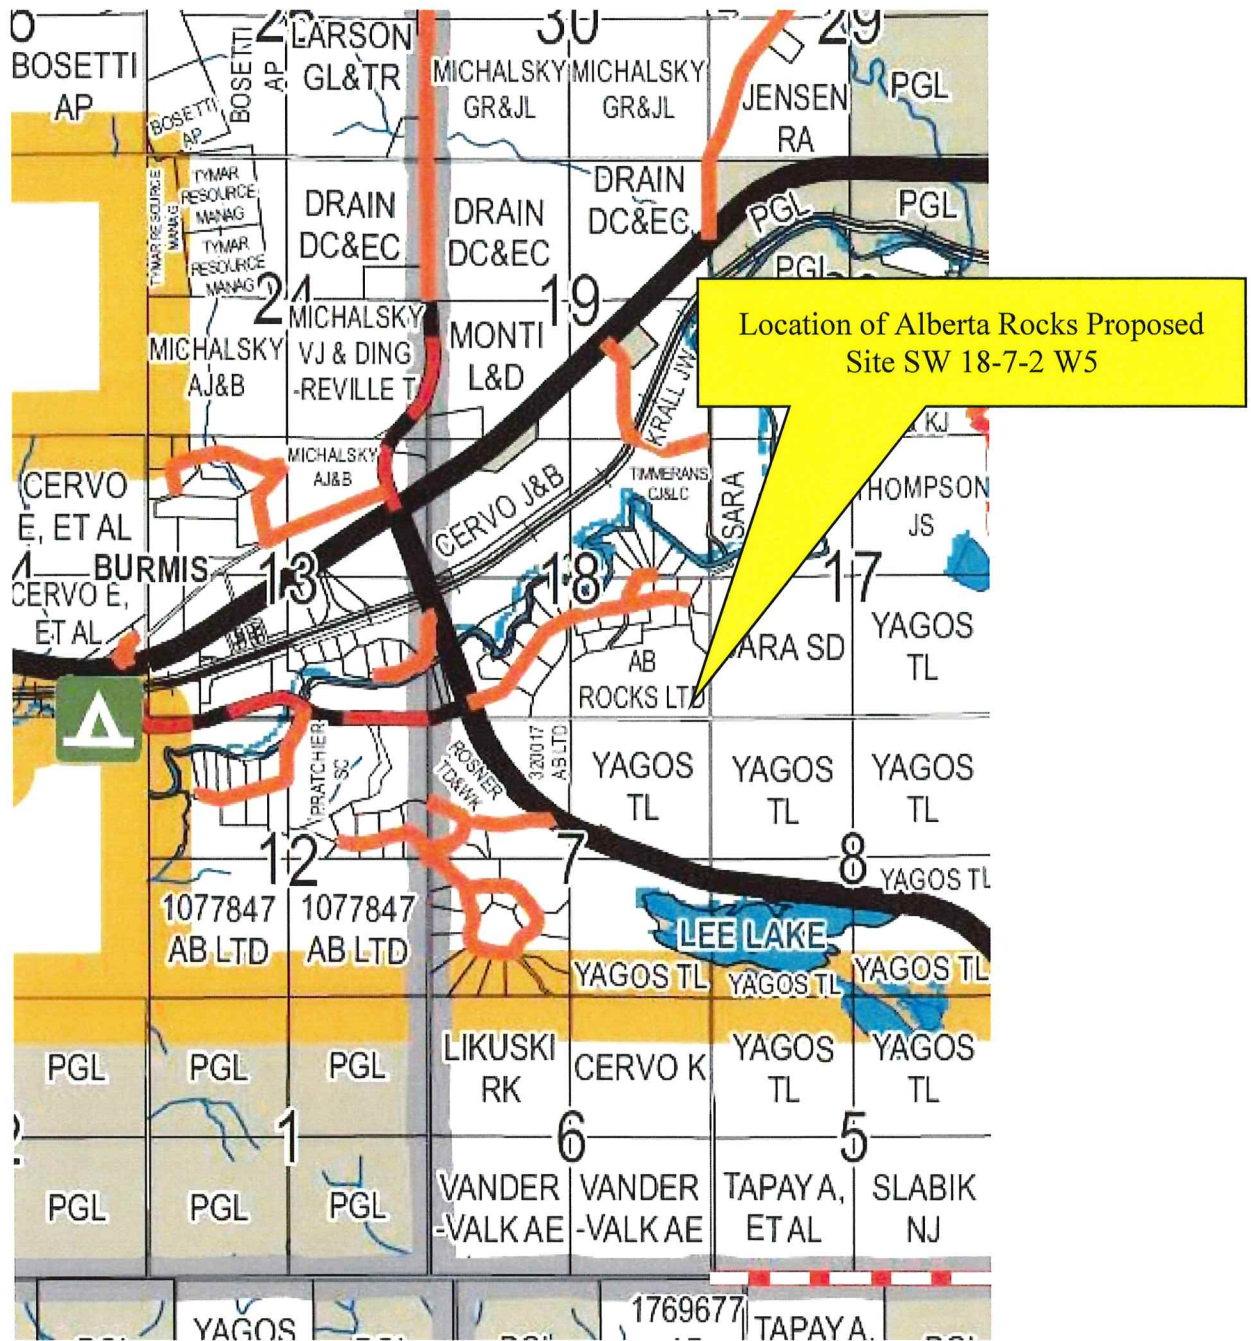 6
25
30
29
BOSETTI
AP
BOSETTI
AP
BOSETTI
AP
LARSON
GL&TR
MICHALSKY
GR&JL
MICHALSKY
GR&JL
JENSEN
RA
PGL
TYMAR RESOURCE
MANAG
TYMAR
RESOURCE
MANAG
TYMAR
RESOURCE
MANAG
DRAIN
DC&EC
DRAIN
DC&EC
DRAIN
DC&EC
PGL
PGL
PGL
24
19
MICHALSKY
AJ&B
MICHALSKY
VJ & DING
-REVILLE T
MONTI
L&D
KRALL JW
Location of Alberta Rocks Proposed
Site SW 18-7-2 W5
& KJ
CERVO
E, ET AL
MICHALSKY
AJ&B
CERVO J&B
TIMMERANS
CJ&LC
SARA
THOMPSON
JS
BURMIS
13
18
17
CERVO E,
ET AL
AB
ROCKS LTD
SARA SD
YAGOS
TL
PRATCHIER
SC
ROSNER
TD&WK
320017
AB LTD
YAGOS
TL
YAGOS
TL
YAGOS
TL
12
7
8
YAGOS TL
1077847
AB LTD
1077847
AB LTD
LEE LAKE
YAGOS TL
YAGOS TL
YAGOS TL
PGL
PGL
PGL
LIKUSKI
RK
CERVO K
YAGOS
TL
YAGOS
TL
2
1
6
5
PGL
PGL
PGL
VANDER
-VALK AE
VANDER
-VALK AE
TAPAY A,
ET AL
SLABIK
NJ
YAGOS
1769677
TAPAY A,